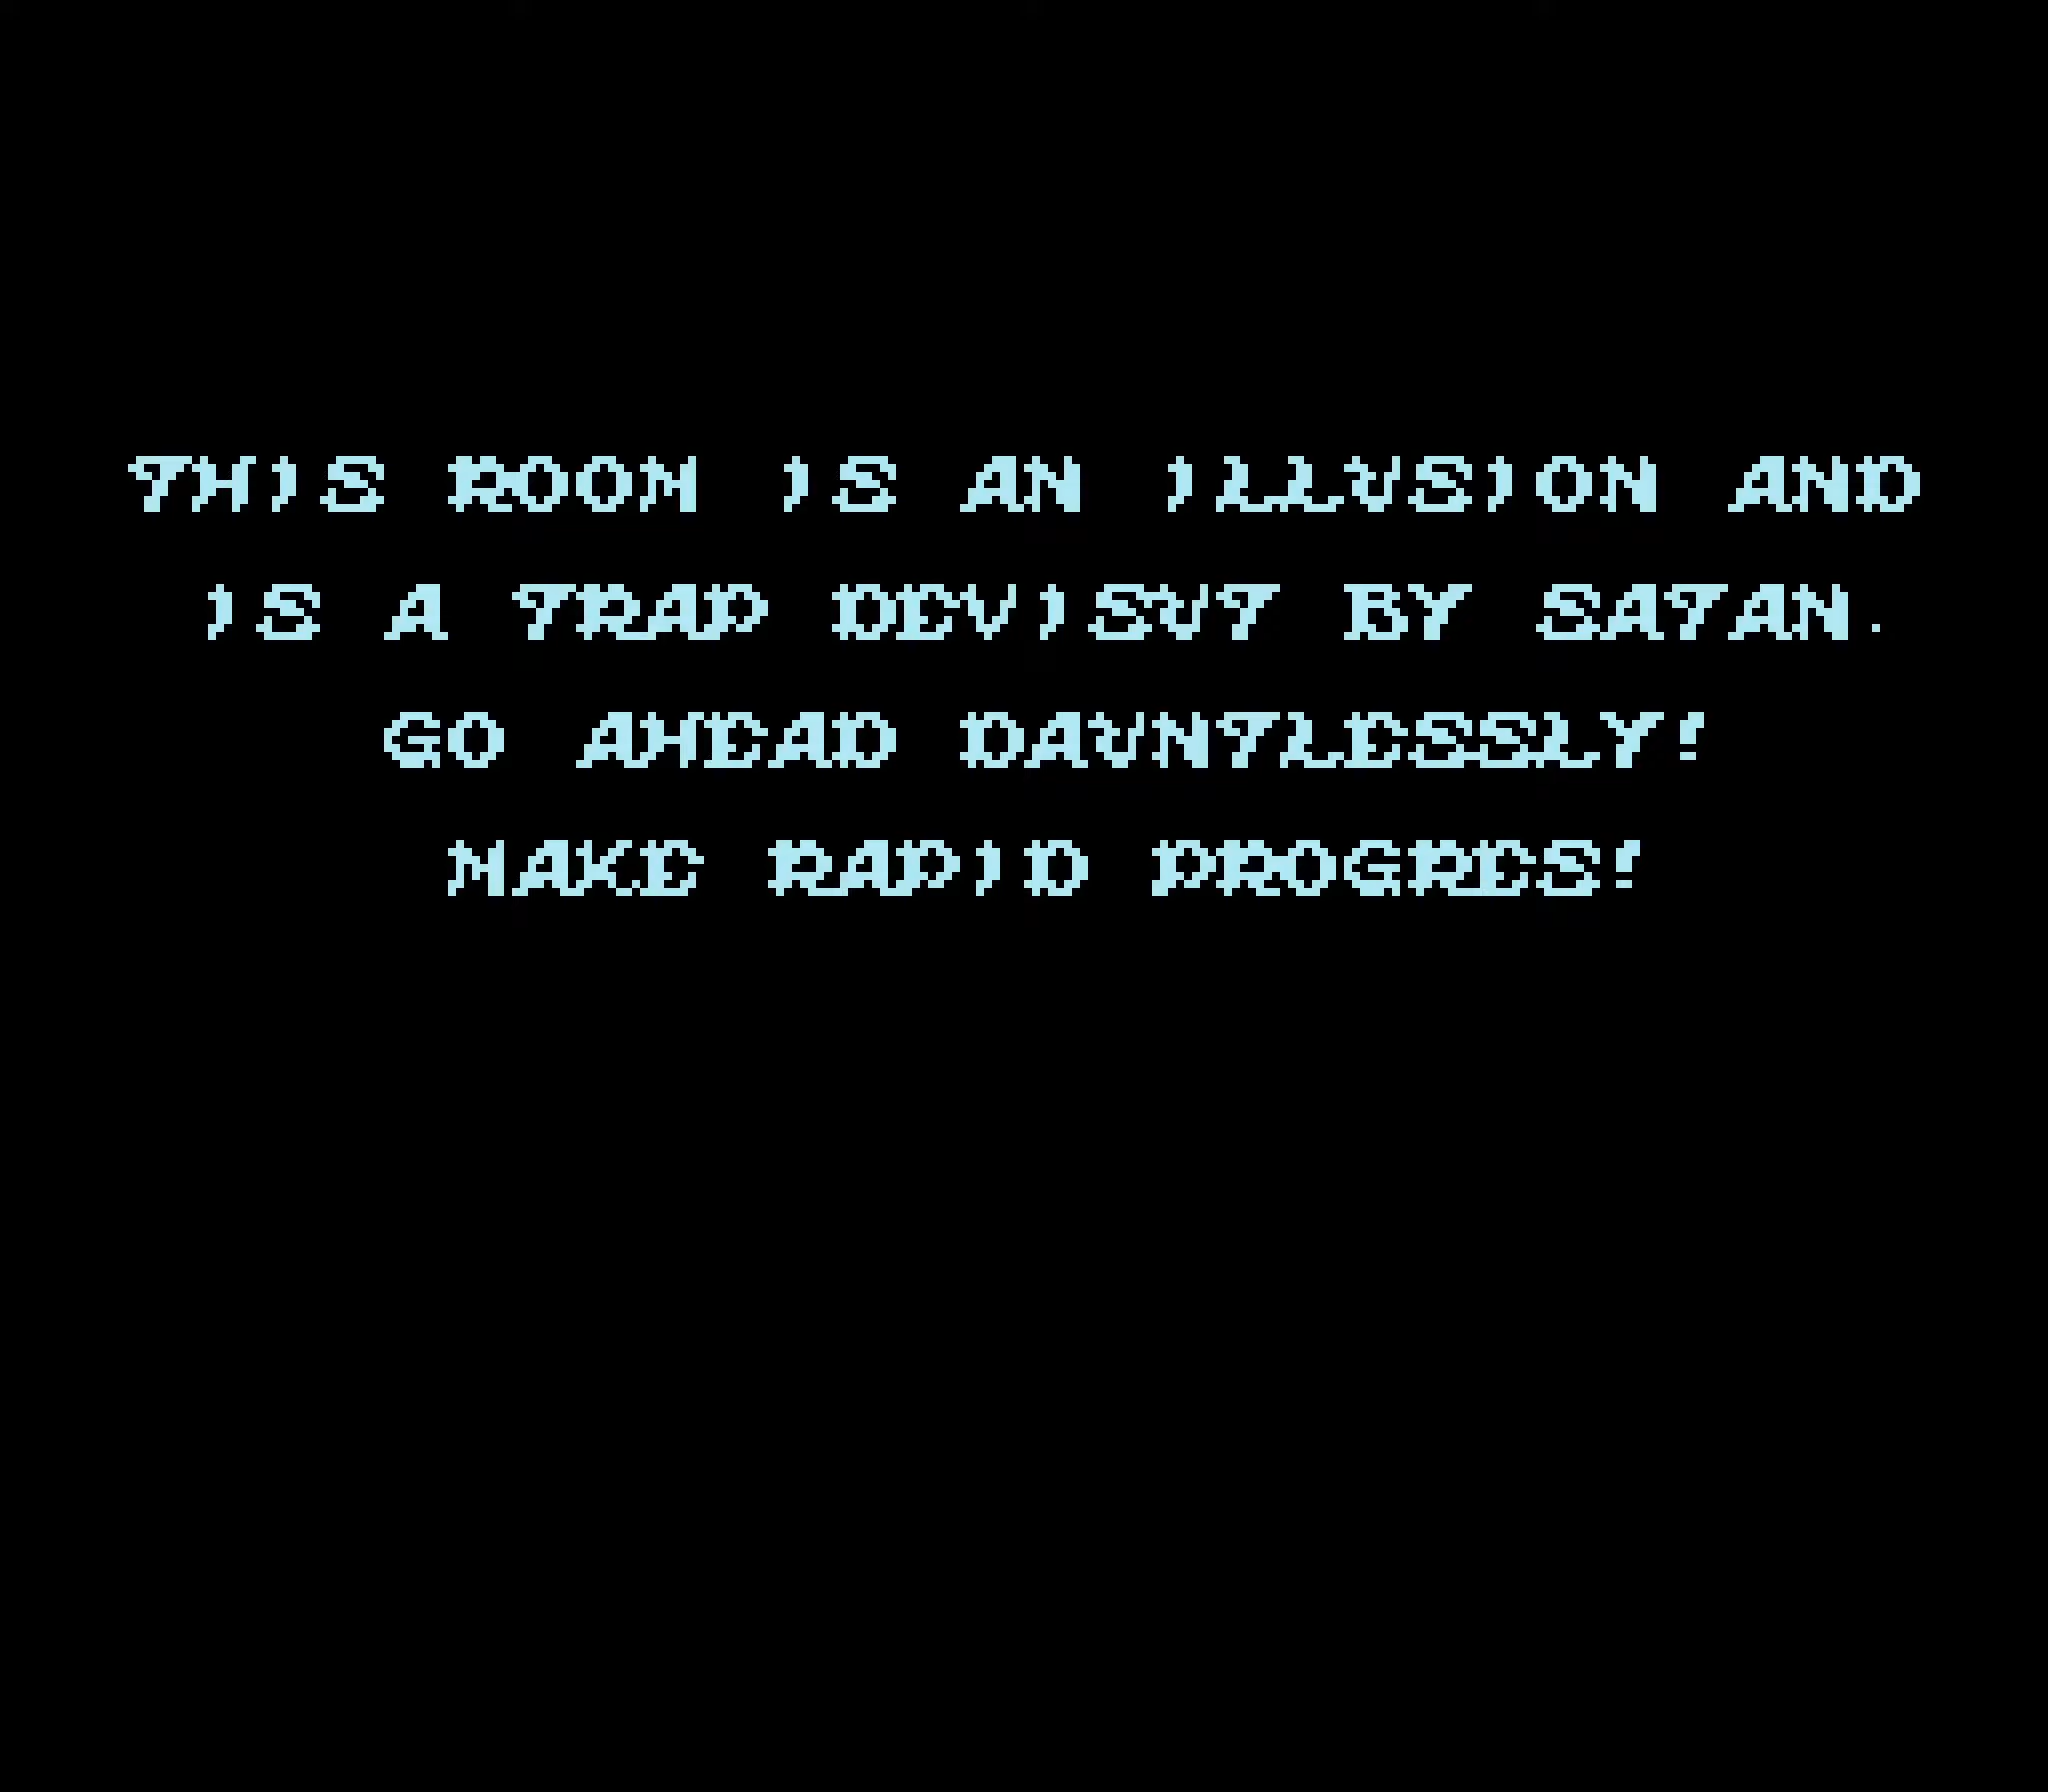 THIS ROOM IS AN ILLUSION AND
IS A TRAP DEVISUT BY SATAN.
GO AHEAD DAUNTLESSLY!
MAKE RAPID PROGRES!